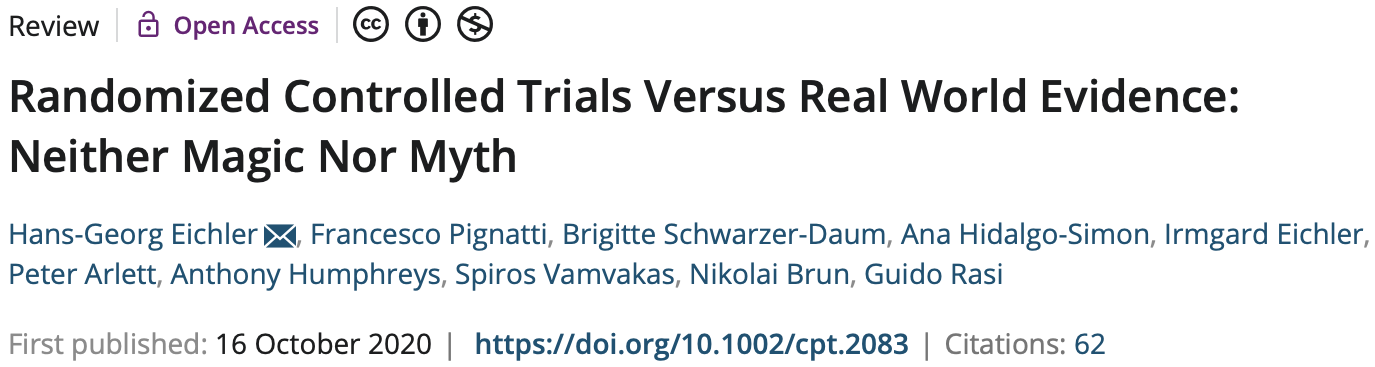 Review | Open Access | cc
Randomized Controlled Trials Versus Real World Evidence:
Neither Magic Nor Myth
Hans-Georg Eichler, Francesco Pignatti, Brigitte Schwarzer-Daum, Ana Hidalgo-Simon, Irmgard Eichler,
Peter Arlett, Anthony Humphreys, Spiros Vamvakas, Nikolai Brun, Guido Rasi
First published: 16 October 2020 | https://doi.org/10.1002/cpt.2083 | Citations: 62